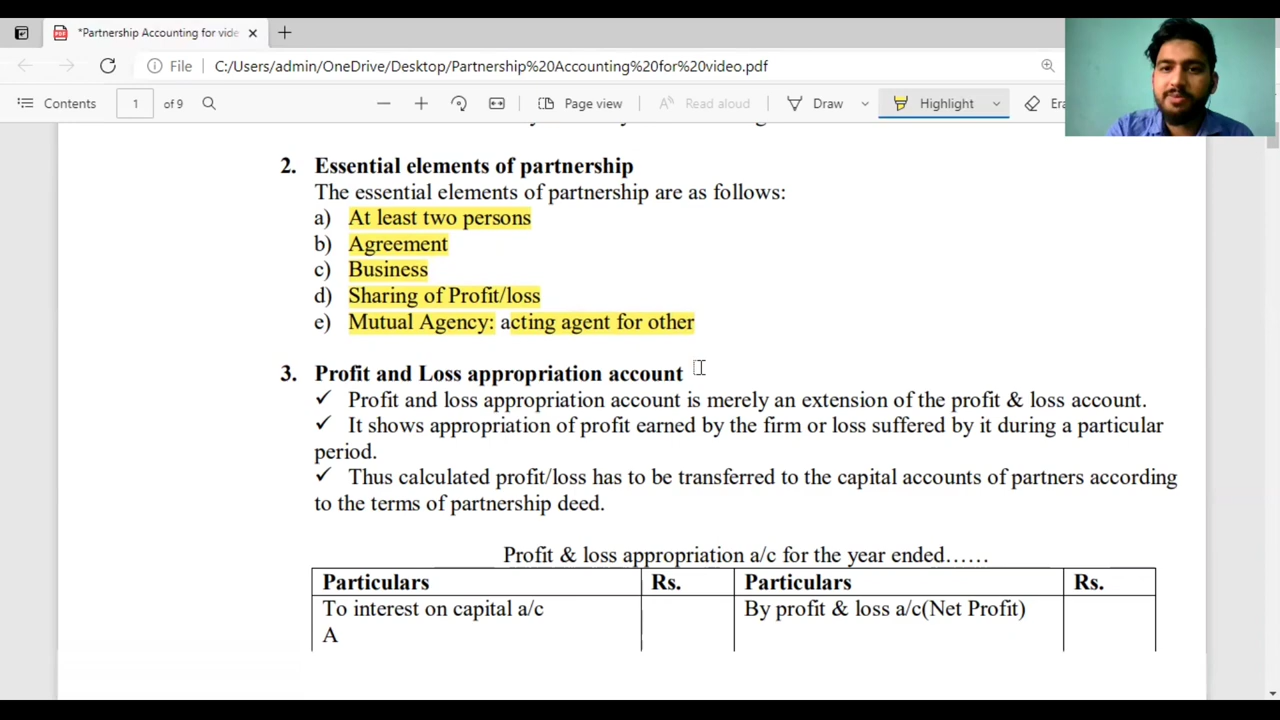 *Partnership Accounting for vide
File
C:/Users/admin/OneDrive/Desktop/Partnership%20Accounting%20for%20video.pdf
Contents
1
of 9
Page view
Read aloud
Draw
Highlight
Era
2. Essential elements of partnership
The essential elements of partnership are as follows:
a) At least two persons
b) Agreement
c) Business
d) Sharing of Profit/loss
e) Mutual Agency: acting agent for other
3. Profit and Loss appropriation account
✓ Profit and loss appropriation account is merely an extension of the profit & loss account.
✓ It shows appropriation of profit earned by the firm or loss suffered by it during a particular
period.
✓ Thus calculated profit/loss has to be transferred to the capital accounts of partners according
to the terms of partnership deed.
Profit & loss appropriation a/c for the year ended……
Particulars Rs. Particulars Rs.
To interest on capital a/c By profit & loss a/c(Net Profit)
A